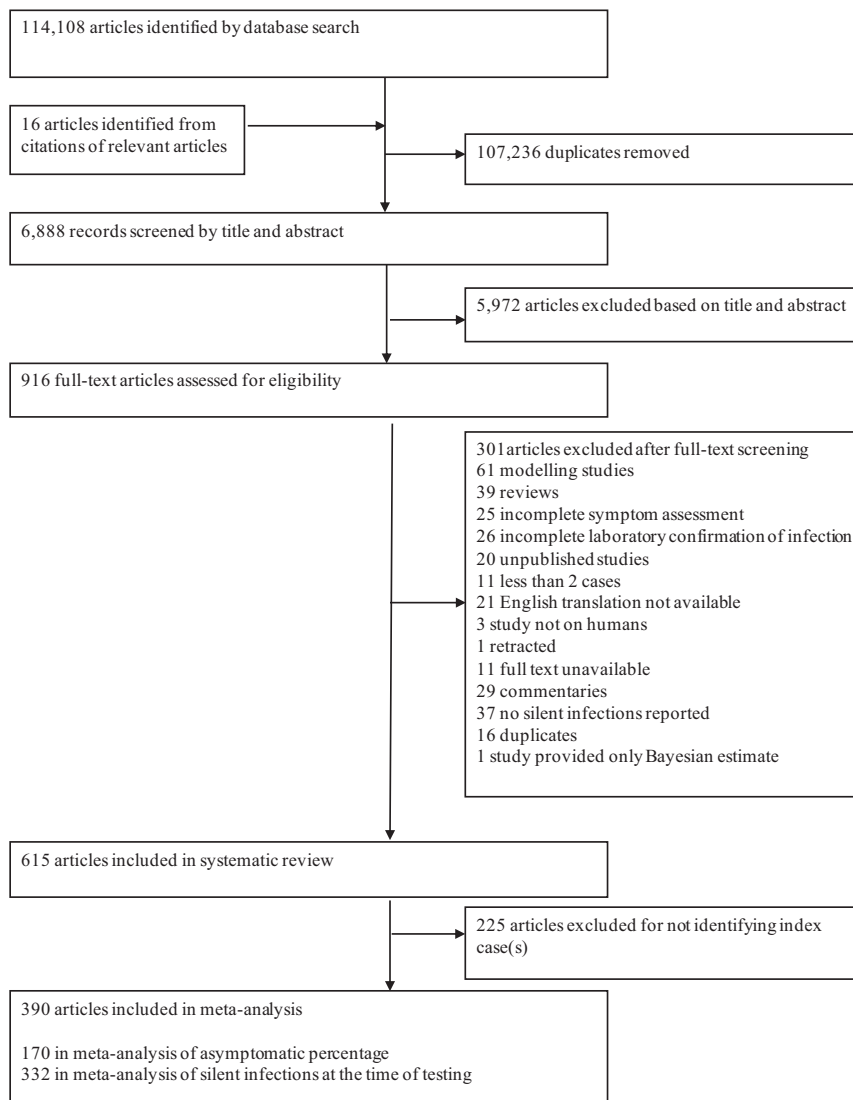 114,108 articles identified by database search
16 articles identified from
citations of relevant articles
107,236 duplicates removed
6,888 records screened by title and abstract
5,972 articles excluded based on title and abstract
916 full-text articles assessed for eligibility
301 articles excluded after full-text screening
61 modelling studies
39 reviews
25 incomplete symptom assessment
26 incomplete laboratory confirmation of infection
20 unpublished studies
11 less than 2 cases
21 English translation not available
3 study not on humans
1 retracted
11 full text unavailable
29 commentaries
37 no silent infections reported
16 duplicates
1 study provided only Bayesian estimate
615 articles included in systematic review
225 articles excluded for not identifying index
case(s)
390 articles included in meta-analysis
170 in meta-analysis of asymptomatic percentage
332 in meta-analysis of silent infections at the time of testing